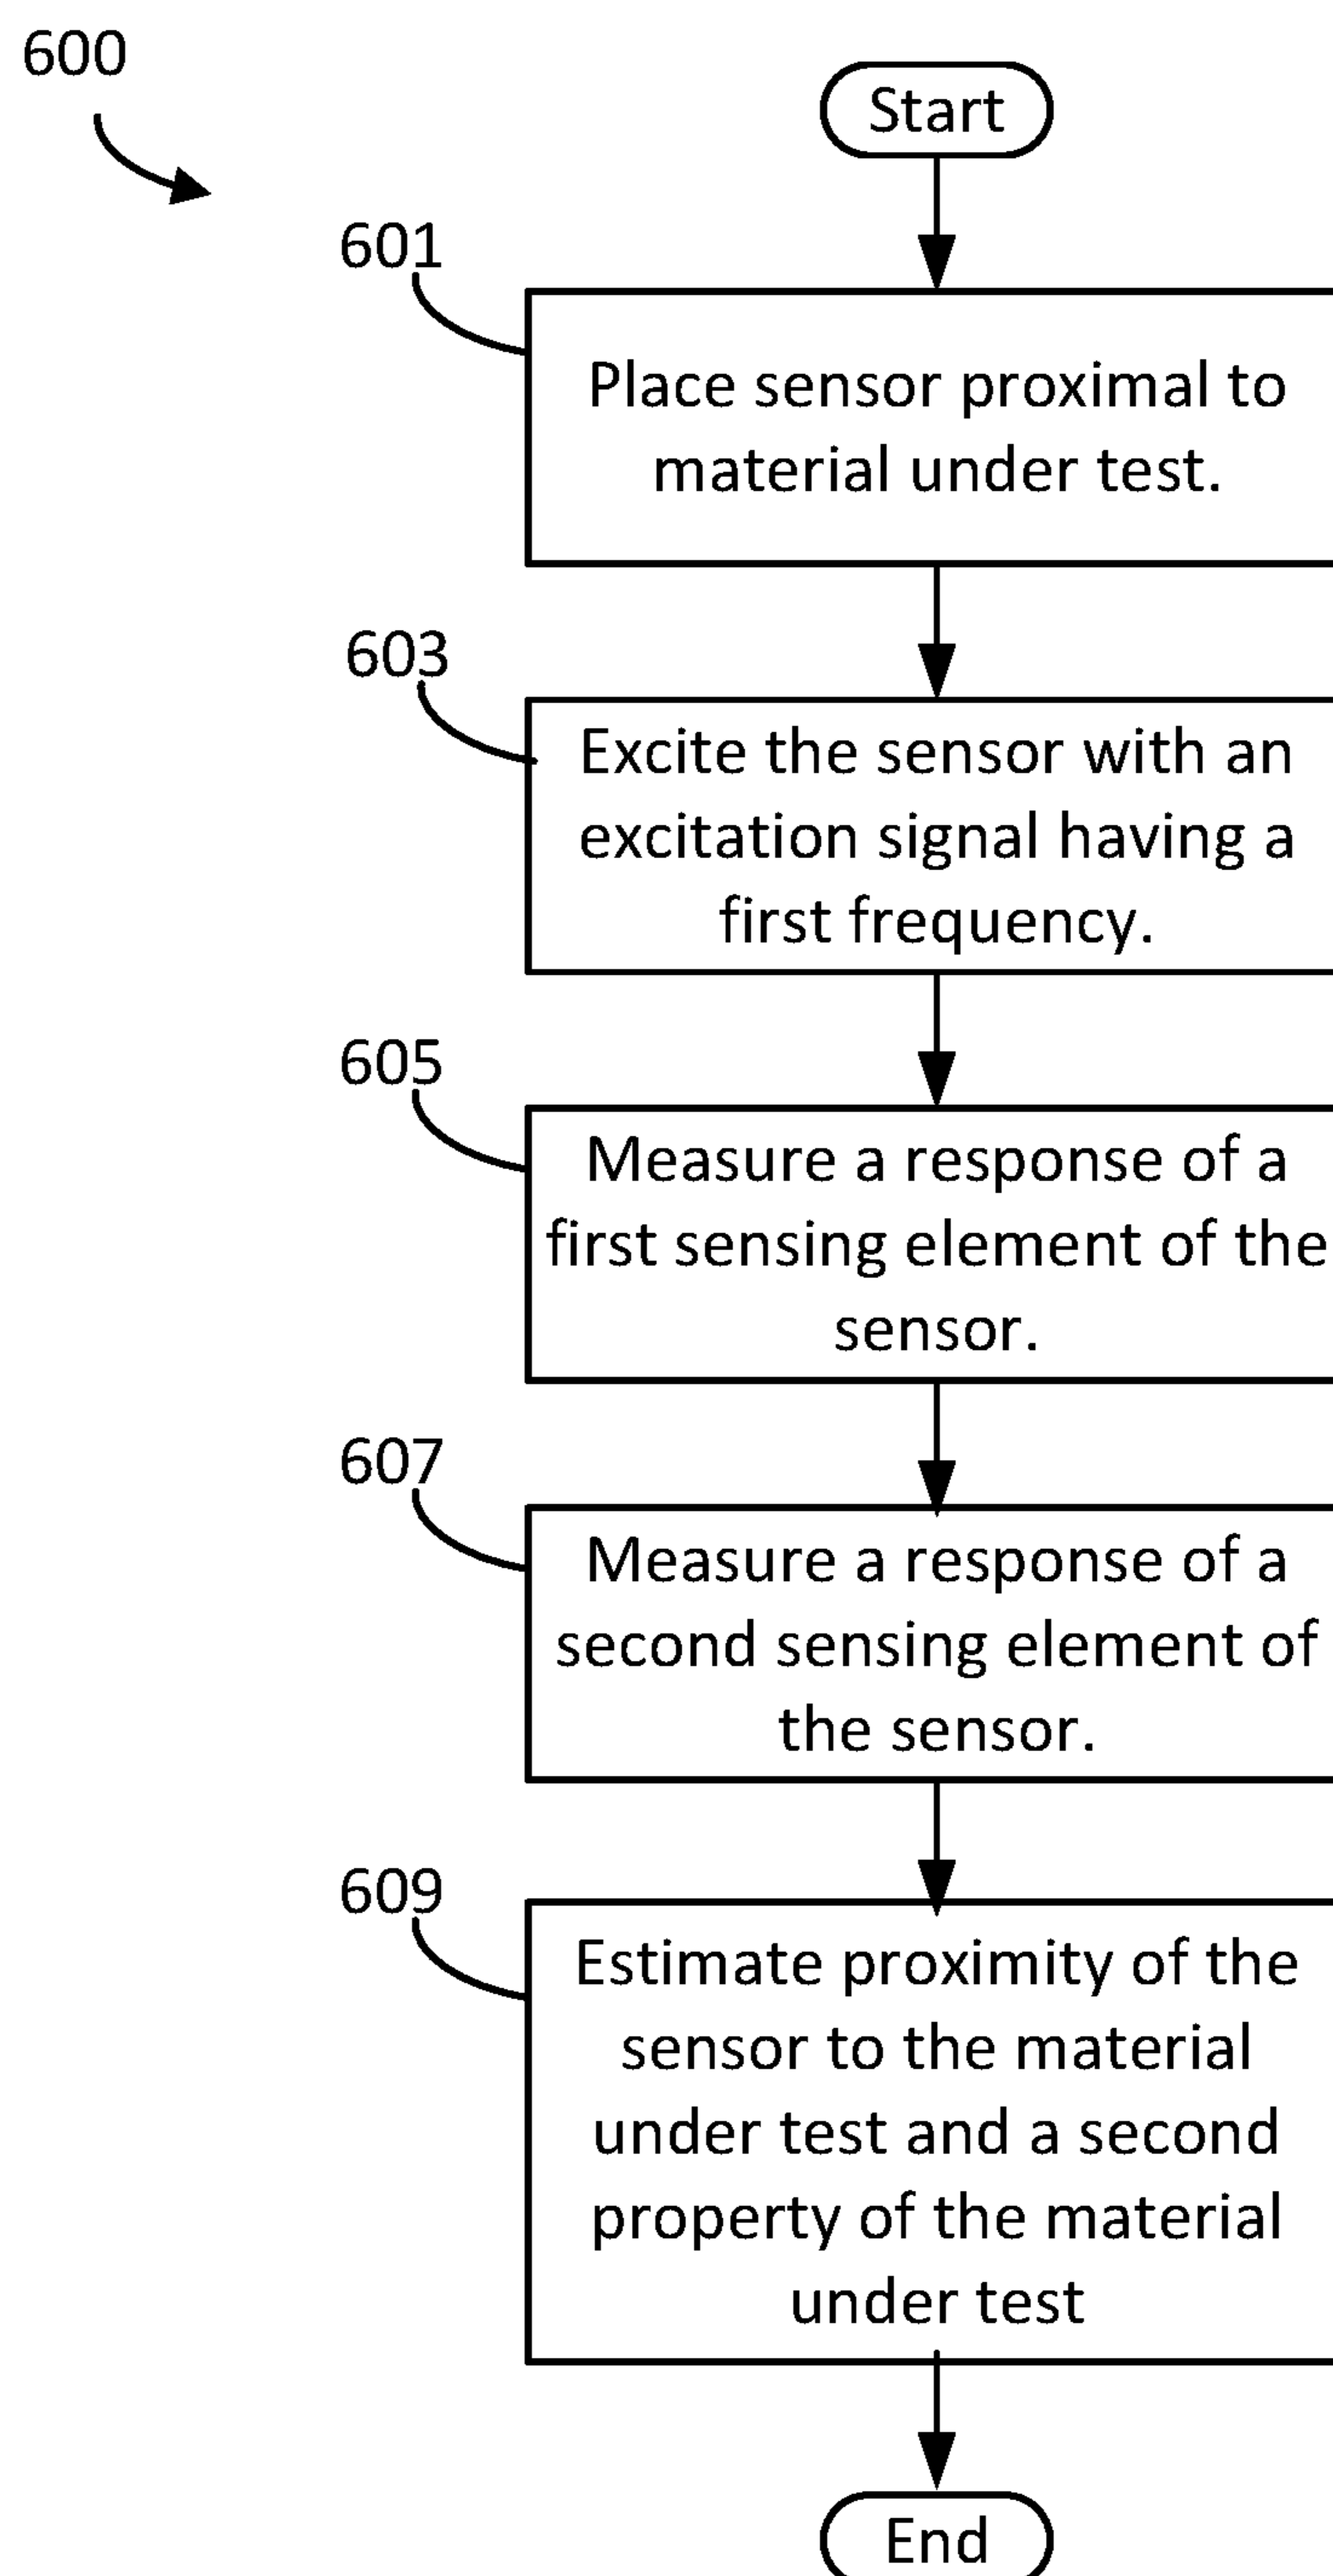 600
Start
601
Place sensor proximal to
material under test.
603
Excite the sensor with an
excitation signal having a
first frequency.
605
Measure a response of a
first sensing element of the
sensor.
607
Measure a response of a
second sensing element of
the sensor.
609
Estimate proximity of the
sensor to the material
under test and a second
property of the material
under test
End